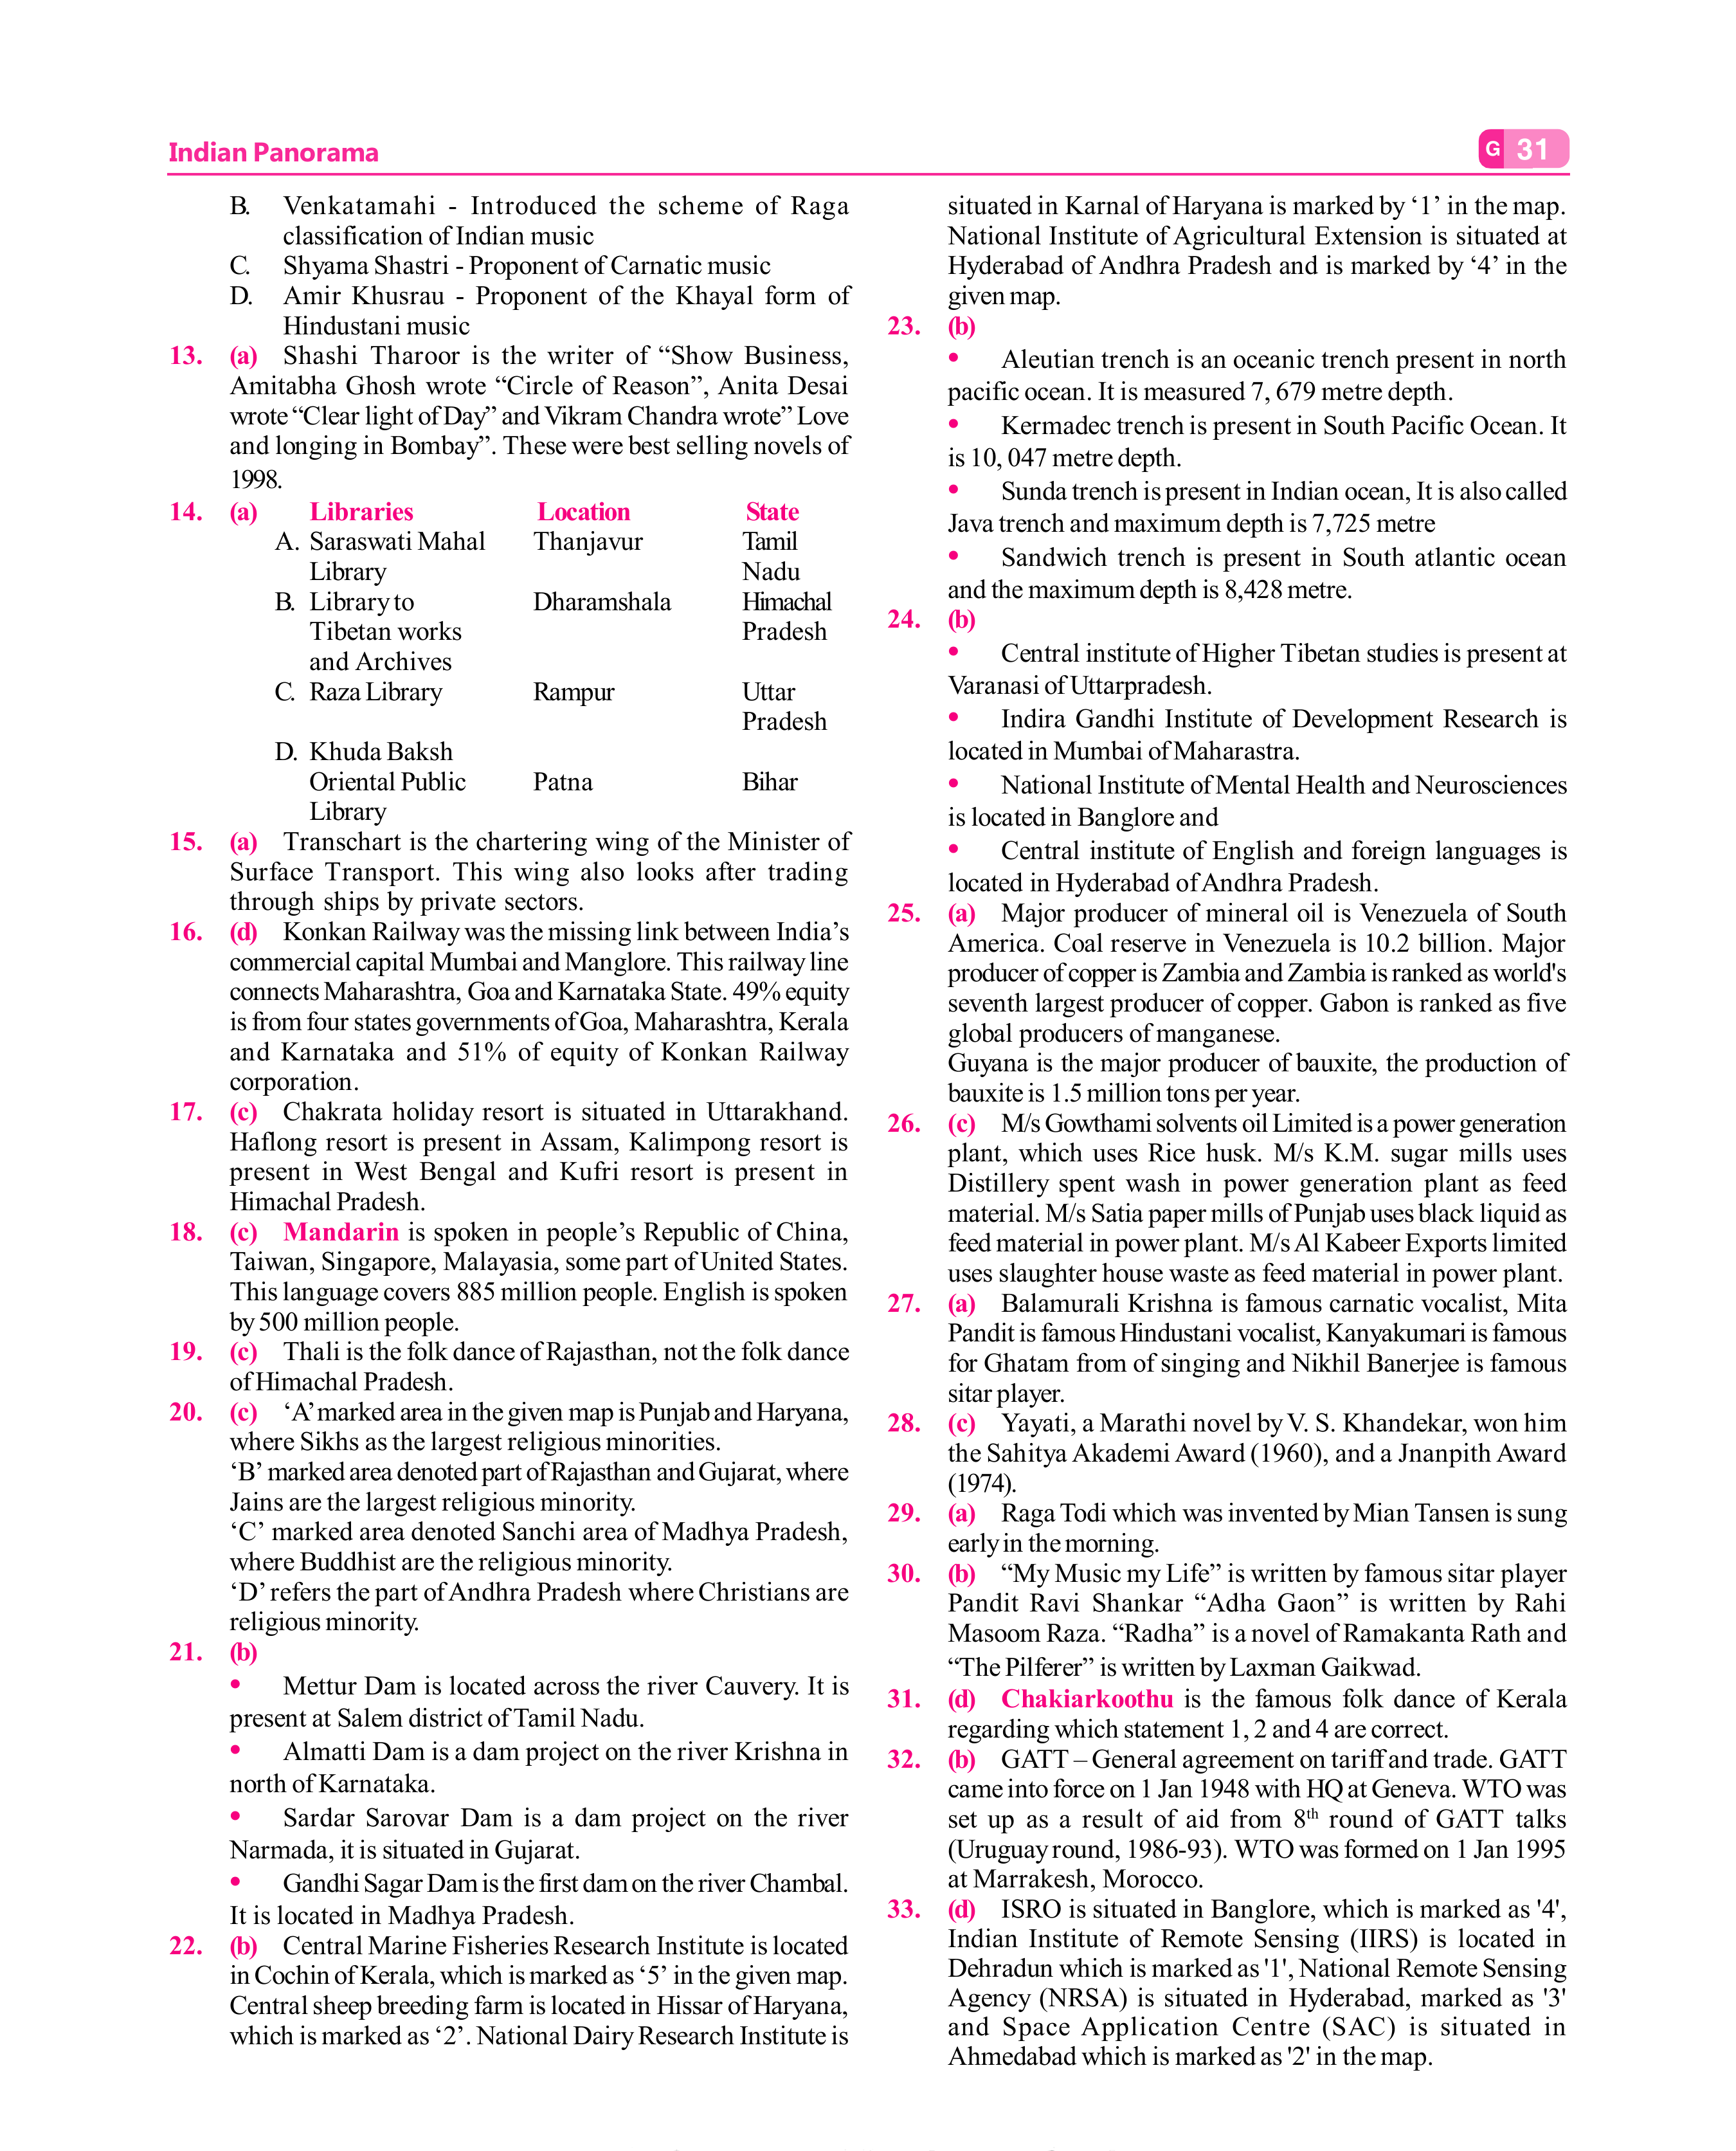 Indian Panorama
G 31
B. Venkatamahi - Introduced the scheme of Raga
classification of Indian music
C. Shyama Shastri - Proponent of Carnatic music
D. Amir Khusrau - Proponent of the Khayal form of
Hindustani music
13. (a) Shashi Tharoor is the writer of “Show Business,
Amitabha Ghosh wrote “Circle of Reason”, Anita Desai
wrote “Clear light of Day” and Vikram Chandra wrote” Love
and longing in Bombay”. These were best selling novels of
1998.
14. (a) Libraries Location State
A. Saraswati Mahal Thanjavur Tamil
Library Nadu
B. Library to Dharamshala Himachal
Tibetan works Pradesh
and Archives
C. Raza Library Rampur Uttar
Pradesh
D. Khuda Baksh
Oriental Public Patna Bihar
Library
15. (a) Transchart is the chartering wing of the Minister of
Surface Transport. This wing also looks after trading
through ships by private sectors.
16. (d) Konkan Railway was the missing link between India’s
commercial capital Mumbai and Manglore. This railway line
connects Maharashtra, Goa and Karnataka State. 49% equity
is from four states governments of Goa, Maharashtra, Kerala
and Karnataka and 51% of equity of Konkan Railway
corporation.
17. (c) Chakrata holiday resort is situated in Uttarakhand.
Haflong resort is present in Assam, Kalimpong resort is
present in West Bengal and Kufri resort is present in
Himachal Pradesh.
18. (c) Mandarin is spoken in people’s Republic of China,
Taiwan, Singapore, Malayasia, some part of United States.
This language covers 885 million people. English is spoken
by 500 million people.
19. (c) Thali is the folk dance of Rajasthan, not the folk dance
of Himachal Pradesh.
20. (c) ‘A’ marked area in the given map is Punjab and Haryana,
where Sikhs as the largest religious minorities.
‘B’ marked area denoted part of Rajasthan and Gujarat, where
Jains are the largest religious minority.
‘C’ marked area denoted Sanchi area of Madhya Pradesh,
where Buddhist are the religious minority.
‘D’ refers the part of Andhra Pradesh where Christians are
religious minority.
21. (b)
• Mettur Dam is located across the river Cauvery. It is
present at Salem district of Tamil Nadu.
• Almatti Dam is a dam project on the river Krishna in
north of Karnataka.
• Sardar Sarovar Dam is a dam project on the river
Narmada, it is situated in Gujarat.
• Gandhi Sagar Dam is the first dam on the river Chambal.
It is located in Madhya Pradesh.
22. (b) Central Marine Fisheries Research Institute is located
in Cochin of Kerala, which is marked as ‘5’ in the given map.
Central sheep breeding farm is located in Hissar of Haryana,
which is marked as ‘2’. National Dairy Research Institute is
situated in Karnal of Haryana is marked by ‘1’ in the map.
National Institute of Agricultural Extension is situated at
Hyderabad of Andhra Pradesh and is marked by ‘4’ in the
given map.
23. (b)
• Aleutian trench is an oceanic trench present in north
pacific ocean. It is measured 7, 679 metre depth.
• Kermadec trench is present in South Pacific Ocean. It
is 10, 047 metre depth.
• Sunda trench is present in Indian ocean, It is also called
Java trench and maximum depth is 7,725 metre
• Sandwich trench is present in South atlantic ocean
and the maximum depth is 8,428 metre.
24. (b)
• Central institute of Higher Tibetan studies is present at
Varanasi of Uttarpradesh.
• Indira Gandhi Institute of Development Research is
located in Mumbai of Maharastra.
• National Institute of Mental Health and Neurosciences
is located in Banglore and
• Central institute of English and foreign languages is
located in Hyderabad of Andhra Pradesh.
25. (a) Major producer of mineral oil is Venezuela of South
America. Coal reserve in Venezuela is 10.2 billion. Major
producer of copper is Zambia and Zambia is ranked as world's
seventh largest producer of copper. Gabon is ranked as five
global producers of manganese.
Guyana is the major producer of bauxite, the production of
bauxite is 1.5 million tons per year.
26. (c) M/s Gowthami solvents oil Limited is a power generation
plant, which uses Rice husk. M/s K.M. sugar mills uses
Distillery spent wash in power generation plant as feed
material. M/s Satia paper mills of Punjab uses black liquid as
feed material in power plant. M/s Al Kabeer Exports limited
uses slaughter house waste as feed material in power plant.
27. (a) Balamurali Krishna is famous carnatic vocalist, Mita
Pandit is famous Hindustani vocalist, Kanyakumari is famous
for Ghatam from of singing and Nikhil Banerjee is famous
sitar player.
28. (c) Yayati, a Marathi novel by V. S. Khandekar, won him
the Sahitya Akademi Award (1960), and a Jnanpith Award
(1974).
29. (a) Raga Todi which was invented by Mian Tansen is sung
early in the morning.
30. (b) “My Music my Life” is written by famous sitar player
Pandit Ravi Shankar “Adha Gaon” is written by Rahi
Masoom Raza. “Radha” is a novel of Ramakanta Rath and
“The Pilferer” is written by Laxman Gaikwad.
31. (d) Chakiarkoothu is the famous folk dance of Kerala
regarding which statement 1, 2 and 4 are correct.
32. (b) GATT – General agreement on tariff and trade. GATT
came into force on 1 Jan 1948 with HQ at Geneva. WTO was
set up as a result of aid from 8th round of GATT talks
(Uruguay round, 1986-93). WTO was formed on 1 Jan 1995
at Marrakesh, Morocco.
33. (d) ISRO is situated in Banglore, which is marked as '4',
Indian Institute of Remote Sensing (IIRS) is located in
Dehradun which is marked as '1', National Remote Sensing
Agency (NRSA) is situated in Hyderabad, marked as '3'
and Space Application Centre (SAC) is situated in
Ahmedabad which is marked as '2' in the map.